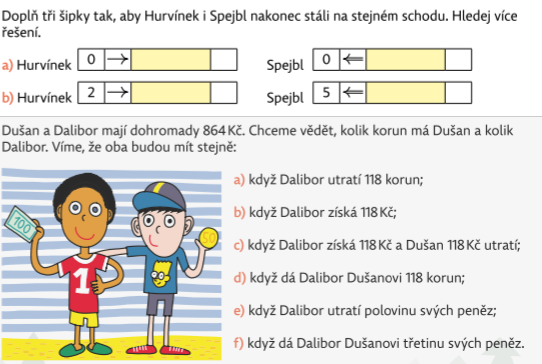 Doplň tři šipky tak, aby Hurvínek i Spejbl nakonec stáli na stejném schodu. Hledej více
řešení.
a) Hurvínek 0 → Spejbl 0 ⇐
b) Hurvínek 2 → Spejbl 5 ⇐
Dušan a Dalibor mají dohromady 864 Kč. Chceme vědět, kolik korun má Dušan a kolik
Dalibor. Víme, že oba budou mít stejně:
a) když Dalibor utratí 118 korun;
b) když Dalibor získá 118 Kč;
c) když Dalibor získá 118 Kč a Dušan 118 Kč utratí;
d) když dá Dalibor Dušanovi 118 korun;
e) když Dalibor utratí polovinu svých peněz;
f) když dá Dalibor Dušanovi třetinu svých peněz.
100
50
1